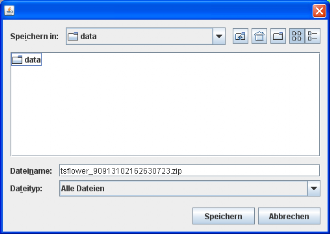 Speichern in: data
data
Dateiname: tsflower_90913102162630723.zip
Dateityp: Alle Dateien
Speichern Abbrechen